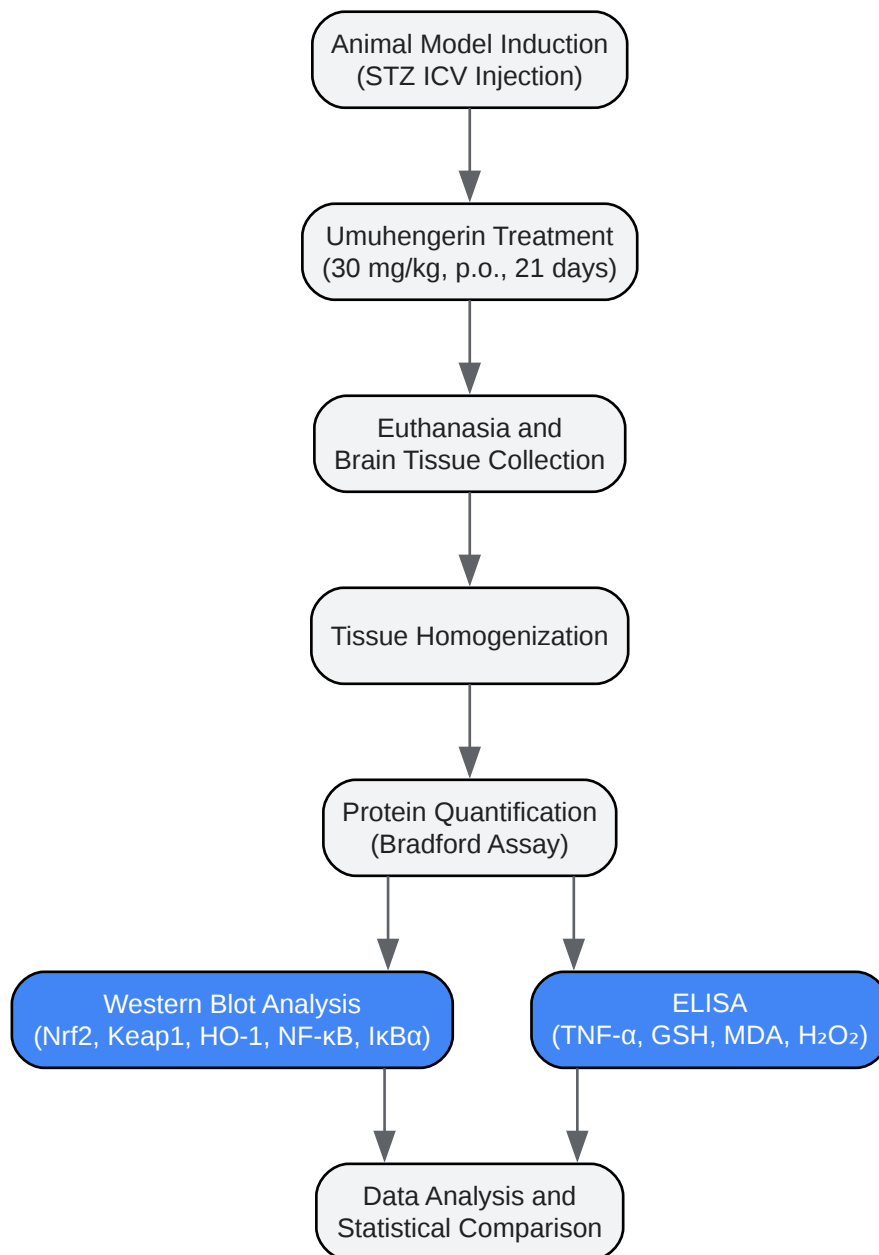 Animal Model Induction
(STZ ICV Injection)
Umuhengerin Treatment
(30 mg/kg, p.o., 21 days)
Euthanasia and
Brain Tissue Collection
Tissue Homogenization
Protein Quantification
(Bradford Assay)
Western Blot Analysis
(Nrf2, Keap1, HO-1, NF-κB, IκBα)
ELISA
(TNF-α, GSH, MDA, H₂O₂)
Data Analysis and
Statistical Comparison